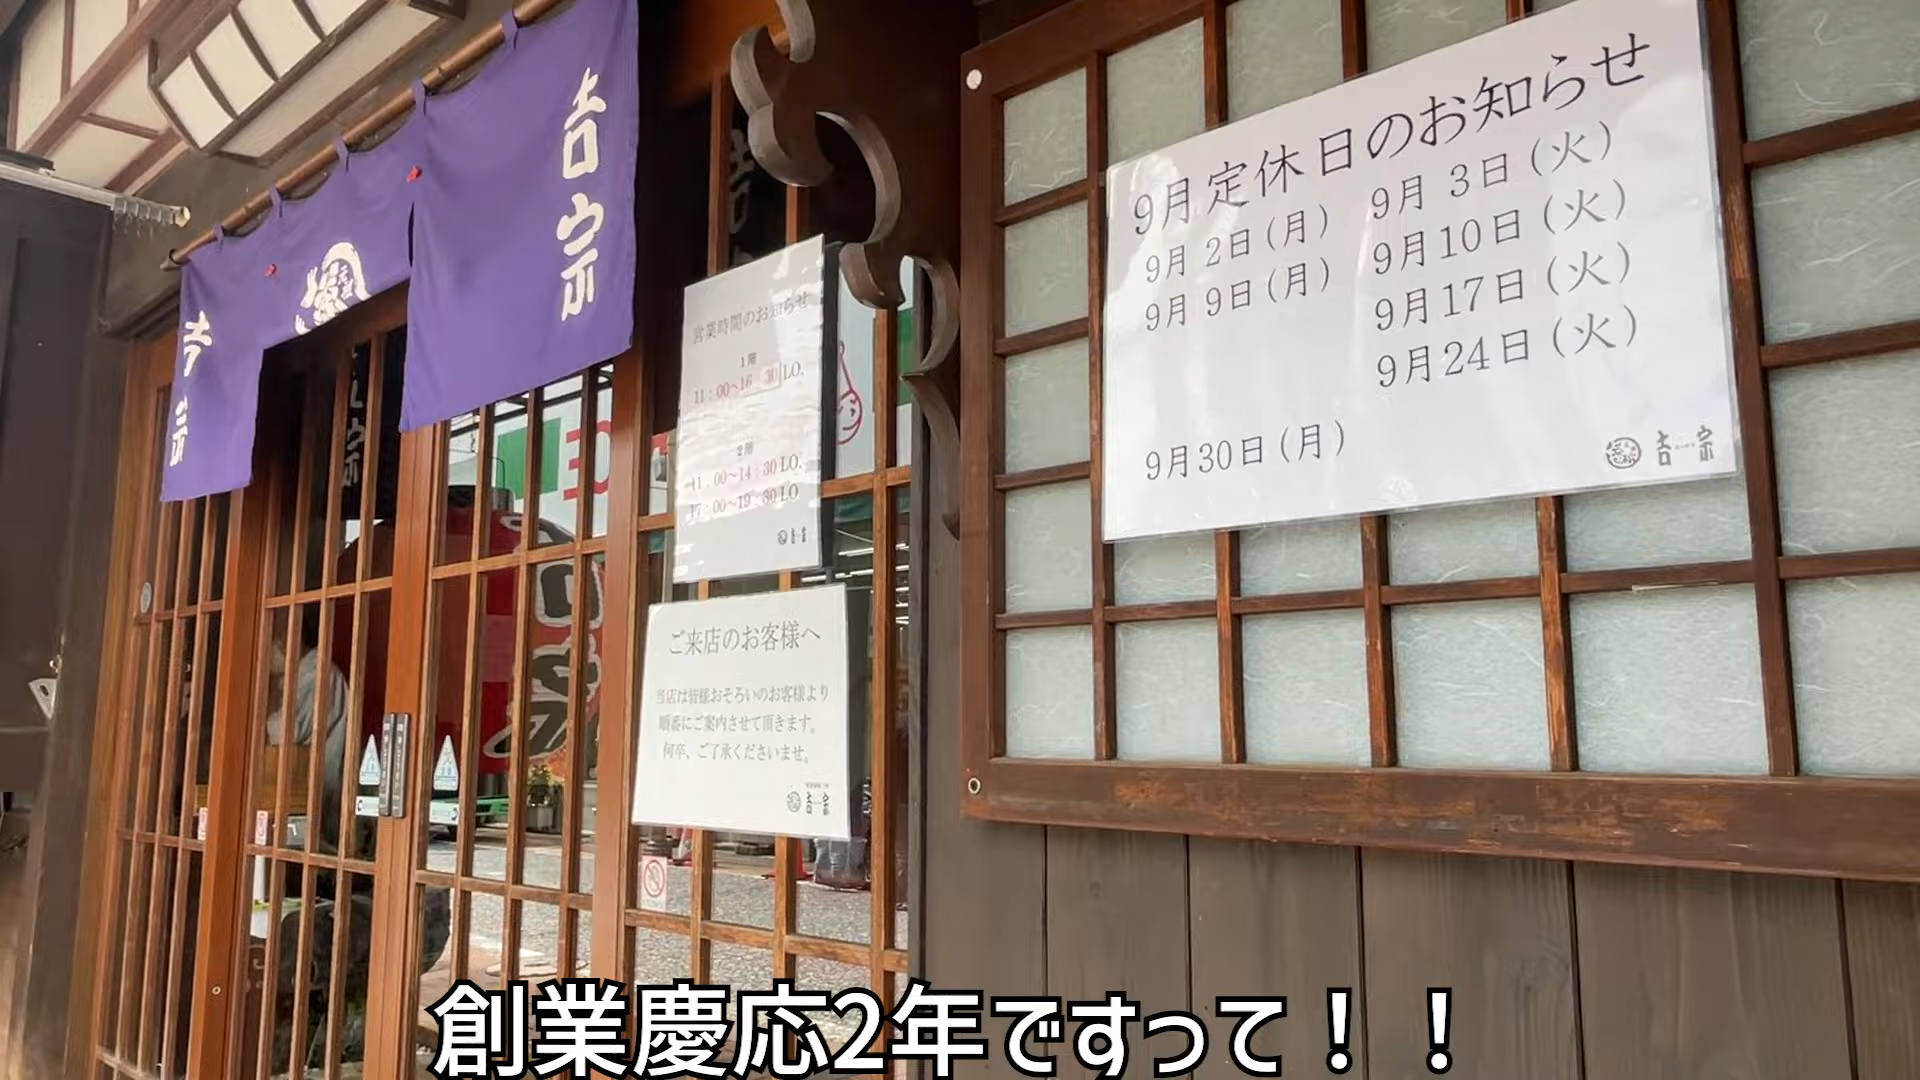 吉宗
吉宗
9月定休日のお知らせ
9月 2日(月) 9月 3日(火)
9月 9日(月) 9月10日(火)
9月17日(火)
9月24日(火)
9月30日(月)
吉宗
営業時間のお知らせ
1階
11:00~16:30 LO.
2階
11:00~14:30 LO.
17:00~19:30 LO
吉宗
ご来店のお客様へ
当店は皆様おそろいのお客様より
順番にご案内させて頂きます。
何卒、ご了承くださいませ。
吉宗
創業慶応2年ですって！！